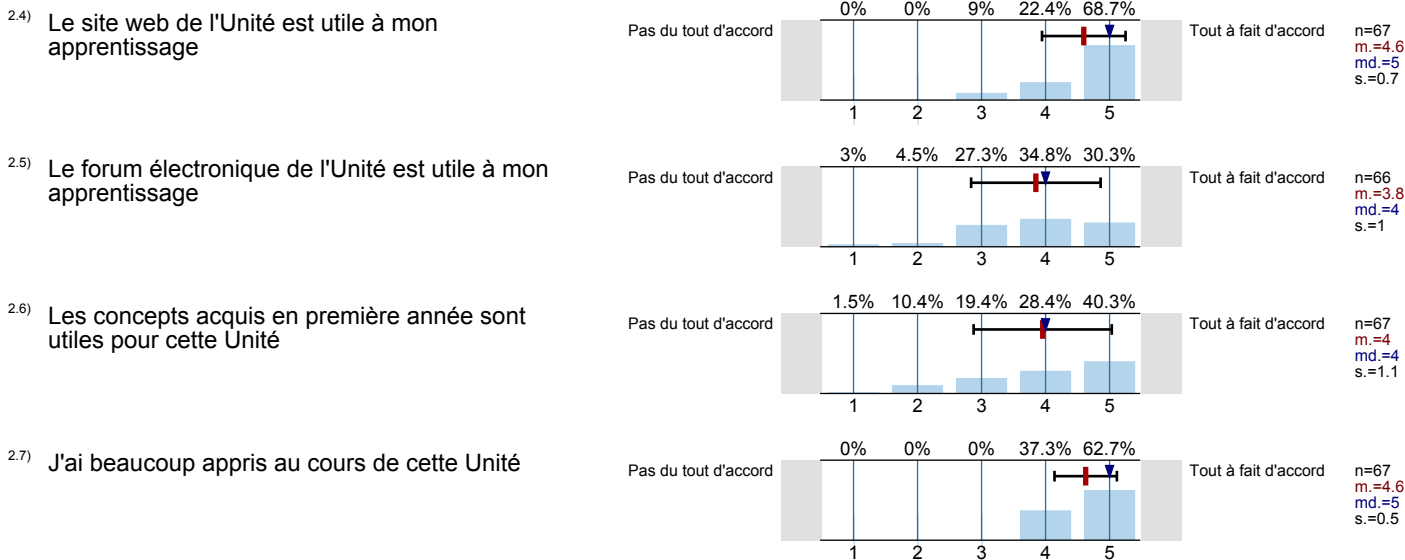 2.4) Le site web de l'Unité est utile à mon
apprentissage
Pas du tout d'accord
0% 0% 9% 22.4% 68.7%
1 2 3 4 5
Tout à fait d'accord
n=67
m.=4.6
md.=5
s.=0.7
2.5) Le forum électronique de l'Unité est utile à mon
apprentissage
Pas du tout d'accord
3% 4.5% 27.3% 34.8% 30.3%
1 2 3 4 5
Tout à fait d'accord
n=66
m.=3.8
md.=4
s.=1
2.6) Les concepts acquis en première année sont
utiles pour cette Unité
Pas du tout d'accord
1.5% 10.4% 19.4% 28.4% 40.3%
1 2 3 4 5
Tout à fait d'accord
n=67
m.=4
md.=4
s.=1.1
2.7) J'ai beaucoup appris au cours de cette Unité
Pas du tout d'accord
0% 0% 0% 37.3% 62.7%
1 2 3 4 5
Tout à fait d'accord
n=67
m.=4.6
md.=5
s.=0.5